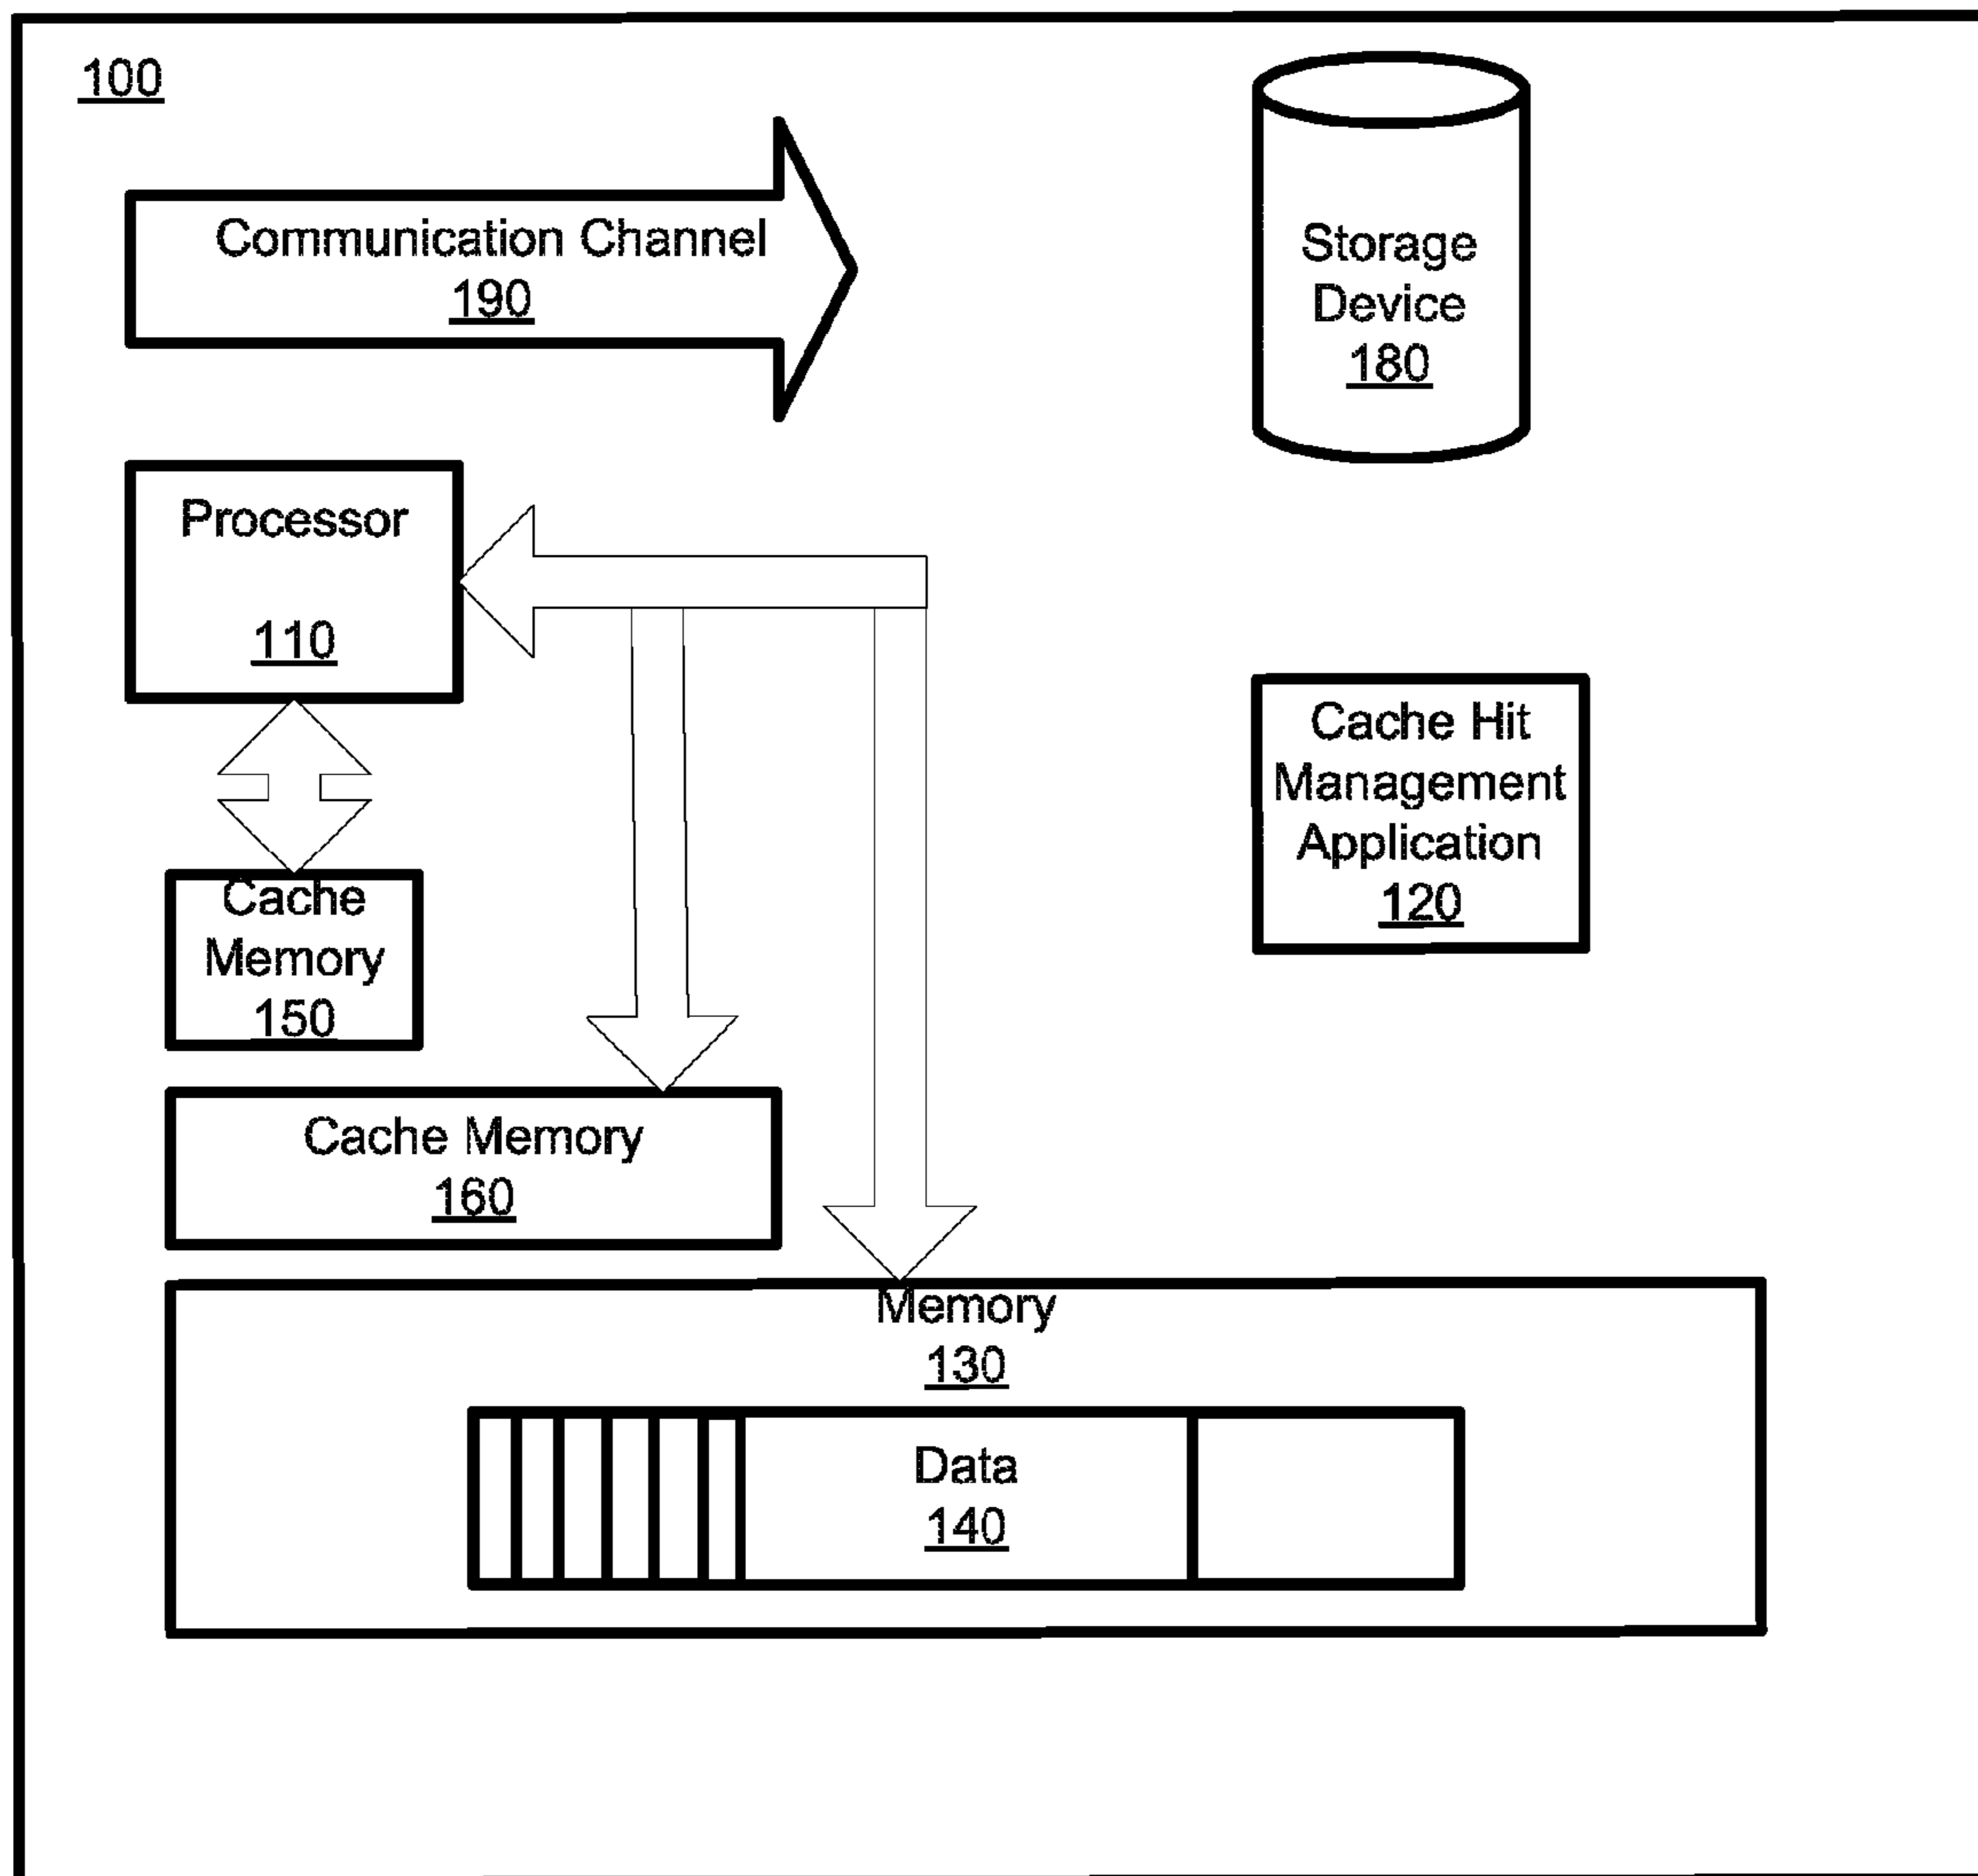 100
Communication Channel
190
Storage
Device
180
Processor
110
Cache Hit
Management
Application
120
Cache
Memory
150
Cache Memory
160
Memory
130
Data
140